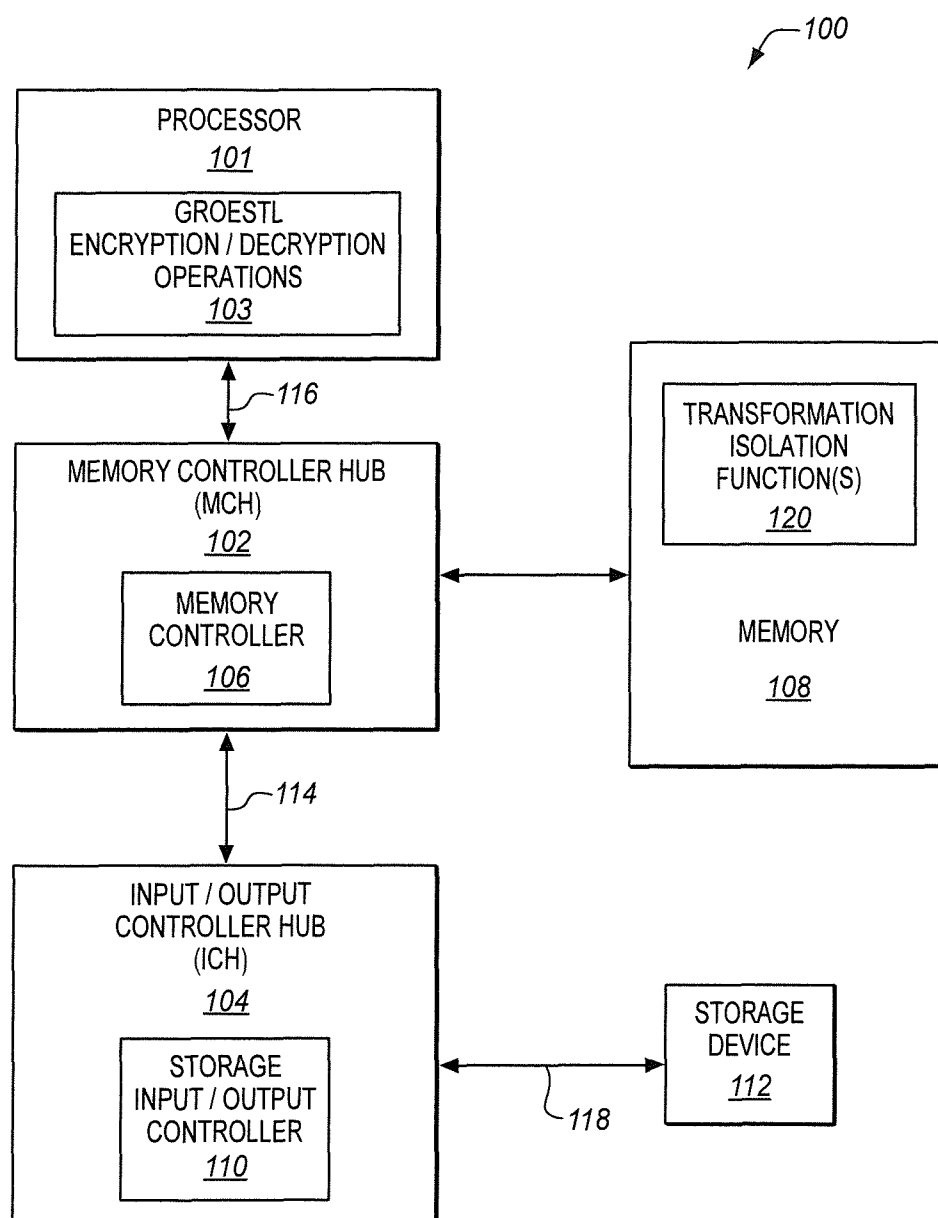 100
PROCESSOR
101
GROESTL
ENCRYPTION / DECRYPTION
OPERATIONS
103
116
MEMORY CONTROLLER HUB
(MCH)
102
MEMORY
CONTROLLER
106
TRANSFORMATION
ISOLATION
FUNCTION(S)
120
MEMORY
108
114
INPUT / OUTPUT
CONTROLLER HUB
(ICH)
104
STORAGE
INPUT / OUTPUT
CONTROLLER
110
118
STORAGE
DEVICE
112